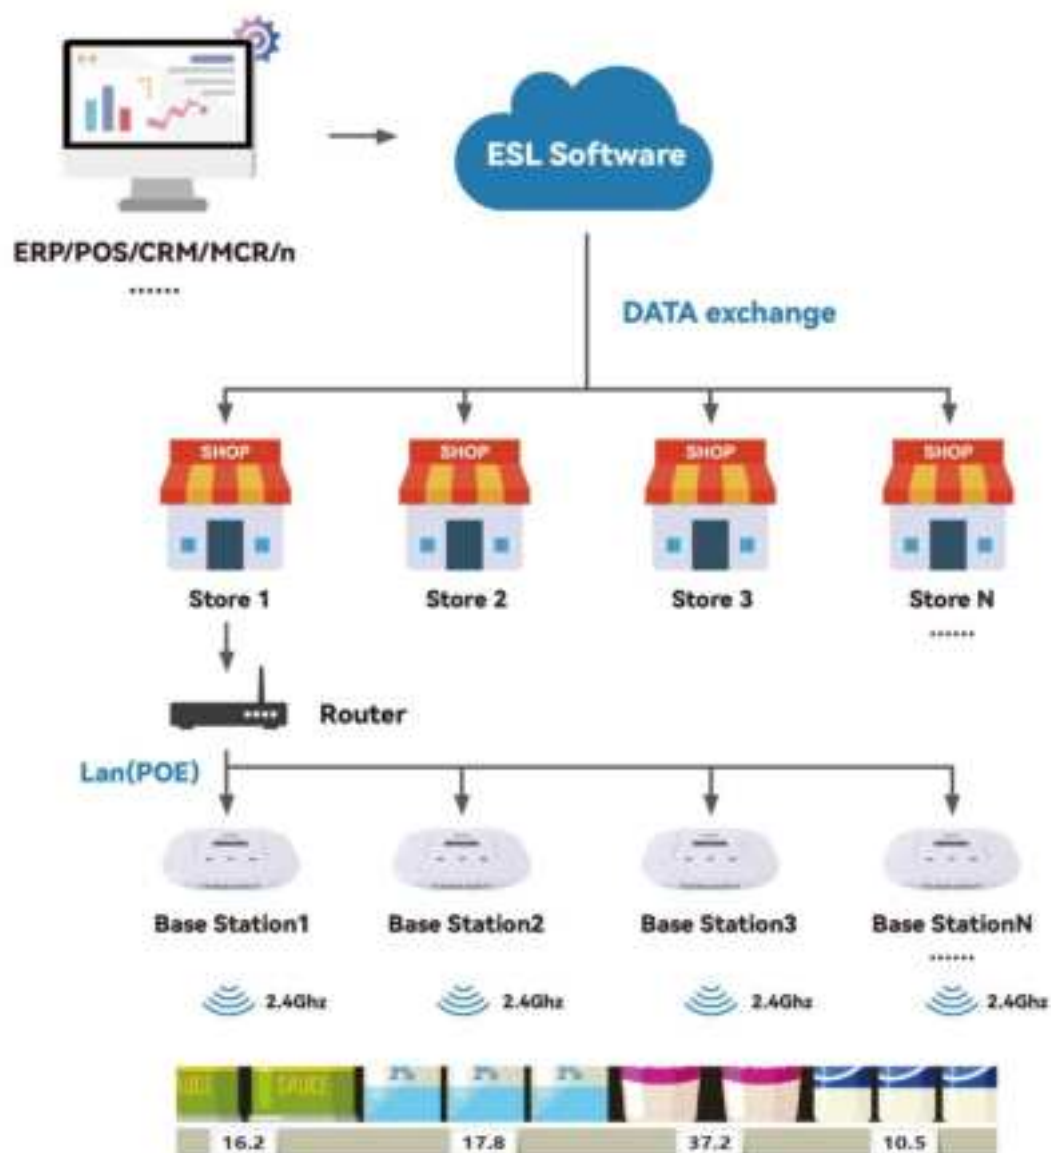 ESL Software
ERP/POS/CRM/MCR/n
......
DATA exchange
SHOP SHOP SHOP SHOP
Store 1 Store 2 Store 3 Store N
......
Router
Lan(POE)
Base Station1 Base Station2 Base Station3 Base StationN
......
2.4Ghz 2.4Ghz 2.4Ghz 2.4Ghz
SAUCE 2% 2% 2%
16.2 17.8 37.2 10.5